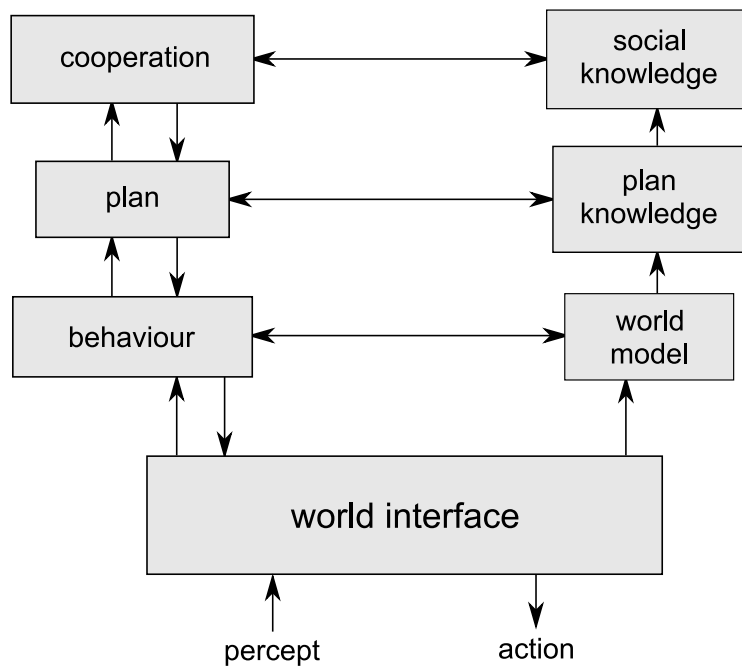 cooperation
social
knowledge
plan
plan
knowledge
behaviour
world
model
world interface
percept
action